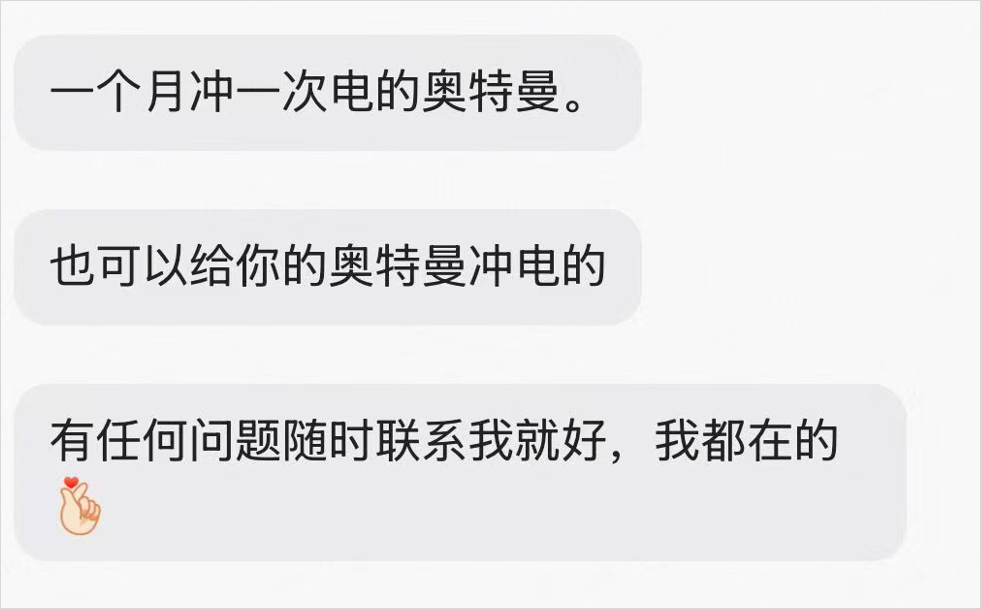 一个月冲一次电的奥特曼。
也可以给你的奥特曼冲电的
有任何问题随时联系我就好，我都在的